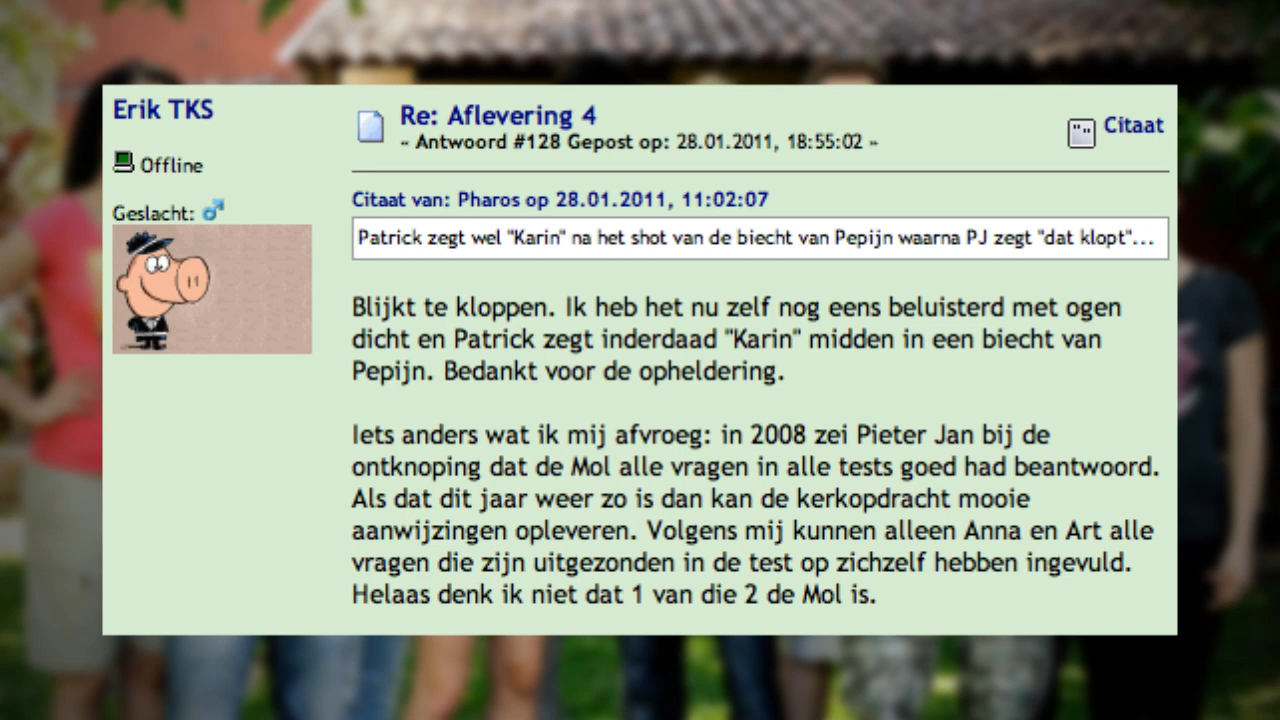 Erik TKS
Offline
Geslacht:
Re: Aflevering 4
« Antwoord #128 Gepost op: 28.01.2011, 18:55:02 »
Citaat
Citaat van: Pharos op 28.01.2011, 11:02:07
Patrick zegt wel "Karin" na het shot van de biecht van Pepijn waarna PJ zegt "dat klopt"...
Blijkt te kloppen. Ik heb het nu zelf nog eens beluisterd met ogen
dicht en Patrick zegt inderdaad "Karin" midden in een biecht van
Pepijn. Bedankt voor de opheldering.
Iets anders wat ik mij afvroeg: in 2008 zei Pieter Jan bij de
ontknoping dat de Mol alle vragen in alle tests goed had beantwoord.
Als dat dit jaar weer zo is dan kan de kerkopdracht mooie
aanwijzingen opleveren. Volgens mij kunnen alleen Anna en Art alle
vragen die zijn uitgezonden in de test op zichzelf hebben ingevuld.
Helaas denk ik niet dat 1 van die 2 de Mol is.